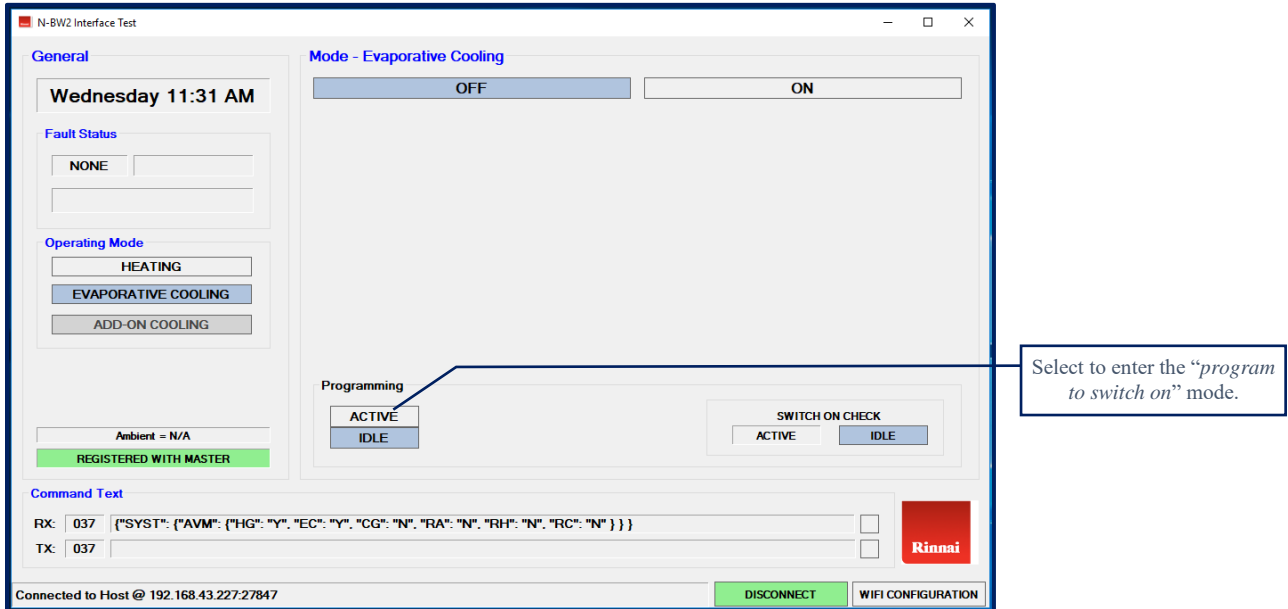 N-BW2 Interface Test
General
Wednesday 11:31 AM
Fault Status
NONE
Operating Mode
HEATING
EVAPORATIVE COOLING
ADD-ON COOLING
Ambient = N/A
REGISTERED WITH MASTER
Mode - Evaporative Cooling
OFF ON
Programming
ACTIVE
IDLE
SWITCH ON CHECK
ACTIVE IDLE
Select to enter the “program
to switch on” mode.
Command Text
RX: 037 {"SYST": {"AVM": {"HG": "Y", "EC": "Y", "CG": "N", "RA": "N", "RH": "N", "RC": "N" } } }
TX: 037
Rinnai
Connected to Host @ 192.168.43.227:27847 DISCONNECT WIFI CONFIGURATION